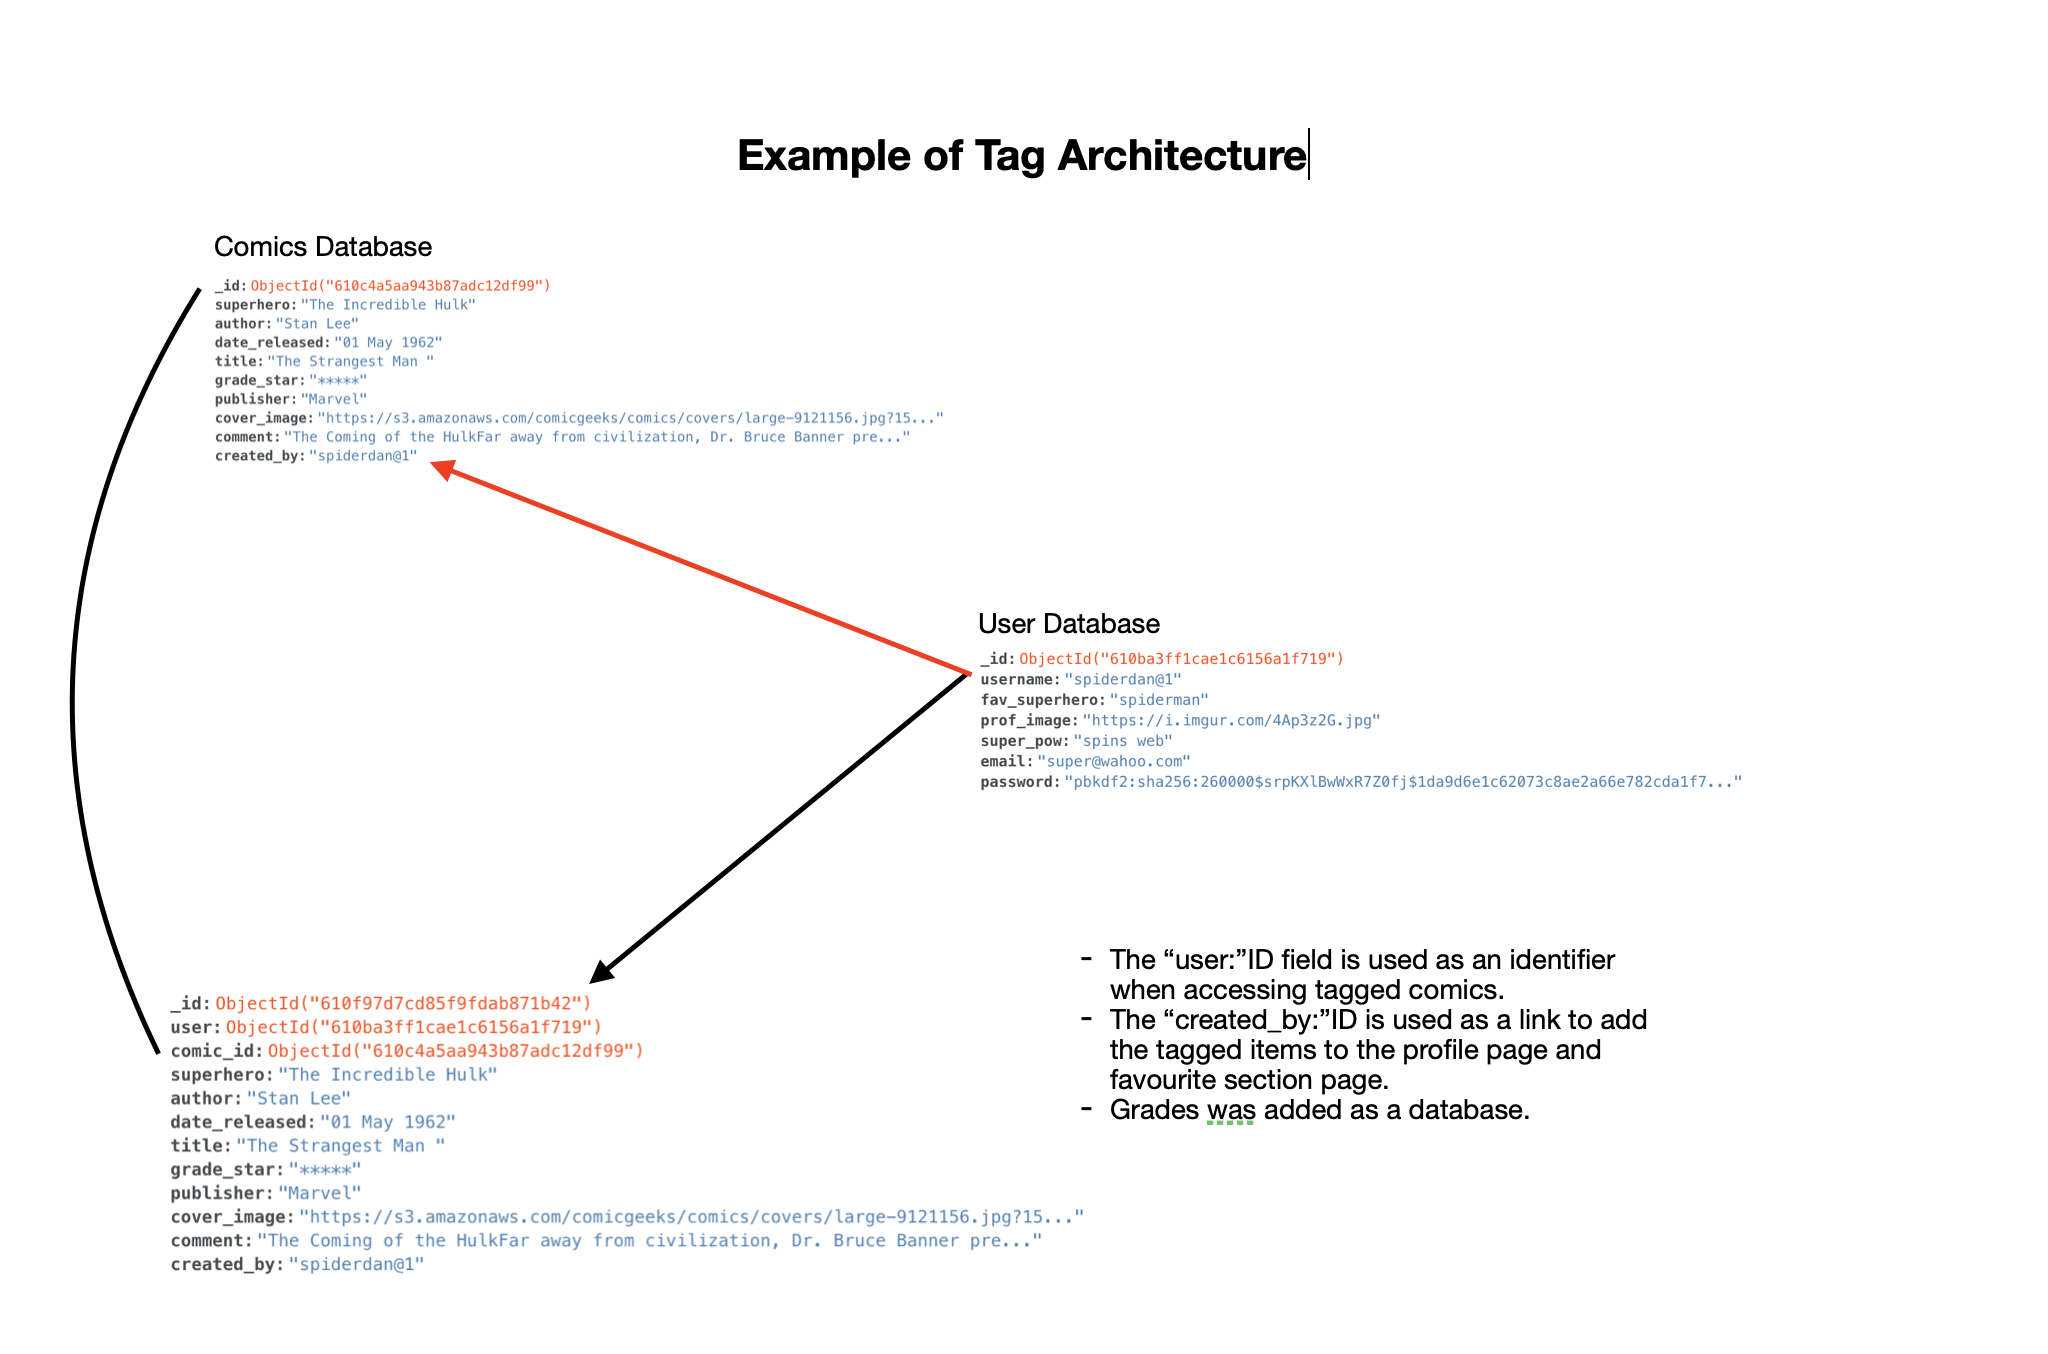 Example of Tag Architecture
Comics Database
_id: ObjectId("610c4a5aa943b87adc12df99")
superhero: "The Incredible Hulk"
author: "Stan Lee"
date_released: "01 May 1962"
title: "The Strangest Man "
grade_star: "*****"
publisher: "Marvel"
cover_image: "https://s3.amazonaws.com/comicgeeks/comics/covers/large-9121156.jpg?15..."
comment: "The Coming of the HulkFar away from civilization, Dr. Bruce Banner pre..."
created_by: "spiderdan@1"
User Database
_id: ObjectId("610ba3ff1cae1c6156a1f719")
username: "spiderdan@1"
fav_superhero: "spiderman"
prof_image: "https://i.imgur.com/4Ap3z2G.jpg"
super_pow: "spins web"
email: "super@wahoo.com"
password: "pbkdf2:sha256:260000$srpKXlBwWxR7Z0fj$1da9d6e1c62073c8ae2a66e782cda1f7..."
_id: ObjectId("610f97d7cd85f9fdab871b42")
user: ObjectId("610ba3ff1cae1c6156a1f719")
comic_id: ObjectId("610c4a5aa943b87adc12df99")
superhero: "The Incredible Hulk"
author: "Stan Lee"
date_released: "01 May 1962"
title: "The Strangest Man "
grade_star: "*****"
publisher: "Marvel"
cover_image: "https://s3.amazonaws.com/comicgeeks/comics/covers/large-9121156.jpg?15..."
comment: "The Coming of the HulkFar away from civilization, Dr. Bruce Banner pre..."
created_by: "spiderdan@1"
- The “user:”ID field is used as an identifier
when accessing tagged comics.
- The “created_by:”ID is used as a link to add
the tagged items to the profile page and
favourite section page.
- Grades was added as a database.